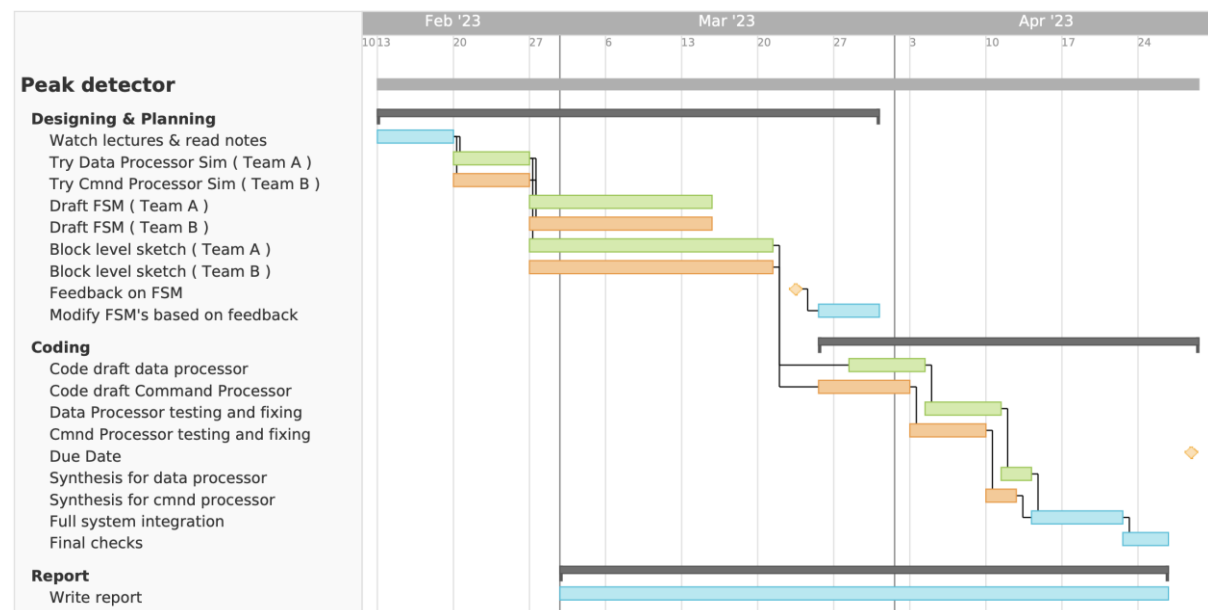 Feb '23 Mar '23 Apr '23
10 13 20 27 6 13 20 27 3 10 17 24
Peak detector
Designing & Planning
Watch lectures & read notes
Try Data Processor Sim ( Team A )
Try Cmnd Processor Sim ( Team B )
Draft FSM ( Team A )
Draft FSM ( Team B )
Block level sketch ( Team A )
Block level sketch ( Team B )
Feedback on FSM
Modify FSM's based on feedback
Coding
Code draft data processor
Code draft Command Processor
Data Processor testing and fixing
Cmnd Processor testing and fixing
Due Date
Synthesis for data processor
Synthesis for cmnd processor
Full system integration
Final checks
Report
Write report